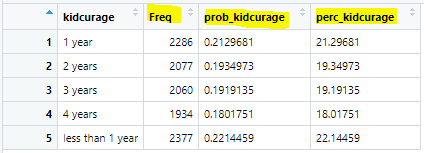 kidcurage Freq prob_kidcurage perc_kidcurage
1 1 year 2286 0.2129681 21.29681
2 2 years 2077 0.1934973 19.34973
3 3 years 2060 0.1919135 19.19135
4 4 years 1934 0.1801751 18.01751
5 less than 1 year 2377 0.2214459 22.14459